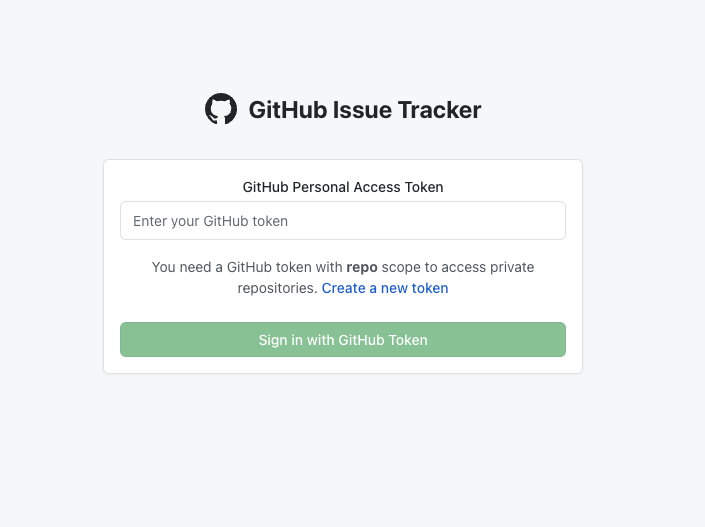 GitHub Issue Tracker
GitHub Personal Access Token
Enter your GitHub token
You need a GitHub token with repo scope to access private
repositories. Create a new token
Sign in with GitHub Token